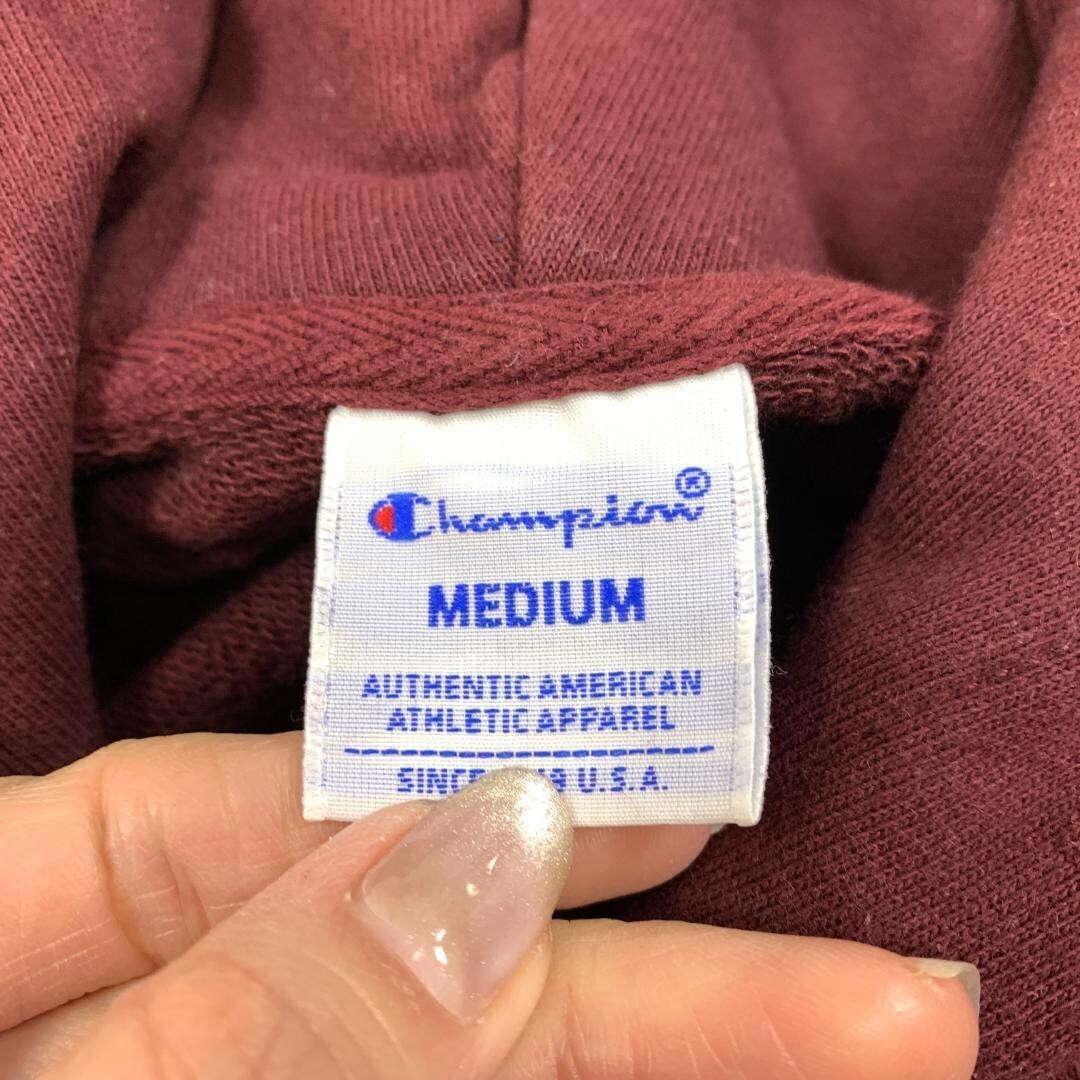 Champion®
MEDIUM
AUTHENTIC AMERICAN
ATHLETIC APPAREL
U.S.A.